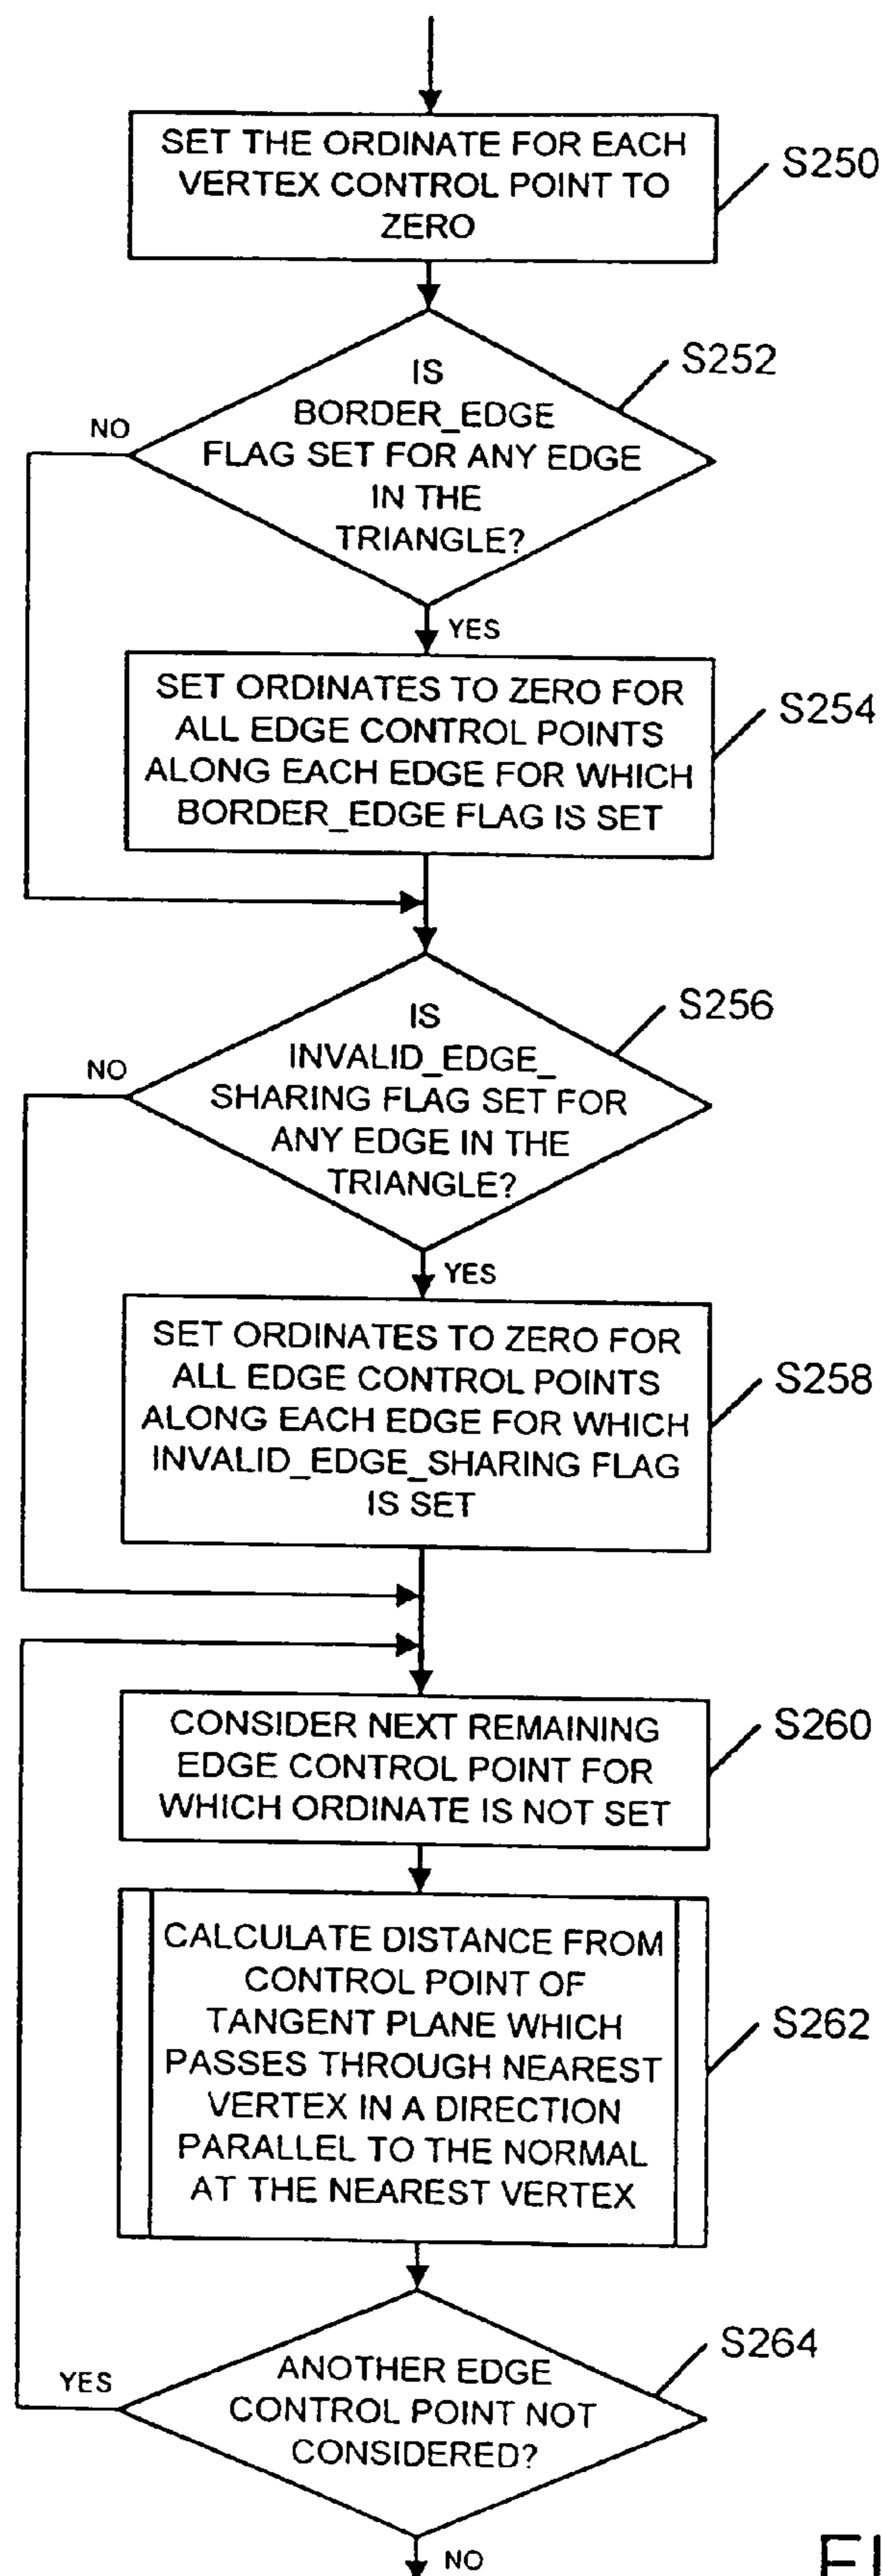 SET THE ORDINATE FOR EACH
VERTEX CONTROL POINT TO
ZERO
S250
IS
BORDER_EDGE
FLAG SET FOR ANY EDGE
IN THE
TRIANGLE?
S252
NO
YES
SET ORDINATES TO ZERO FOR
ALL EDGE CONTROL POINTS
ALONG EACH EDGE FOR WHICH
BORDER_EDGE FLAG IS SET
S254
IS
INVALID_EDGE_
SHARING FLAG SET FOR
ANY EDGE IN THE
TRIANGLE?
S256
NO
YES
SET ORDINATES TO ZERO FOR
ALL EDGE CONTROL POINTS
ALONG EACH EDGE FOR WHICH
INVALID_EDGE_SHARING FLAG
IS SET
S258
CONSIDER NEXT REMAINING
EDGE CONTROL POINT FOR
WHICH ORDINATE IS NOT SET
S260
CALCULATE DISTANCE FROM
CONTROL POINT OF
TANGENT PLANE WHICH
PASSES THROUGH NEAREST
VERTEX IN A DIRECTION
PARALLEL TO THE NORMAL
AT THE NEAREST VERTEX
S262
ANOTHER EDGE
CONTROL POINT NOT
CONSIDERED?
S264
YES
NO